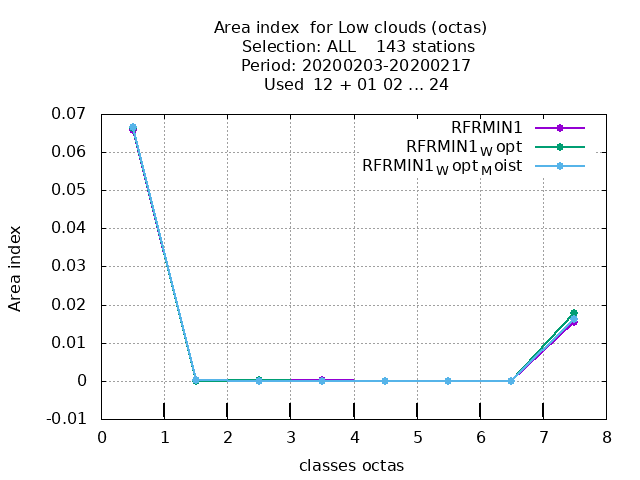 Area index  for Low clouds (octas)
Selection: ALL    143 stations
Period: 20200203-20200217
Used  12 + 01 02 ... 24
0.07
0.06
0.05
0.04
0.03
0.02
0.01
0
-0.01
Area index
RFRMIN1
RFRMIN1_W opt
RFRMIN1_W opt_M oist
0 1 2 3 4 5 6 7 8
classes octas